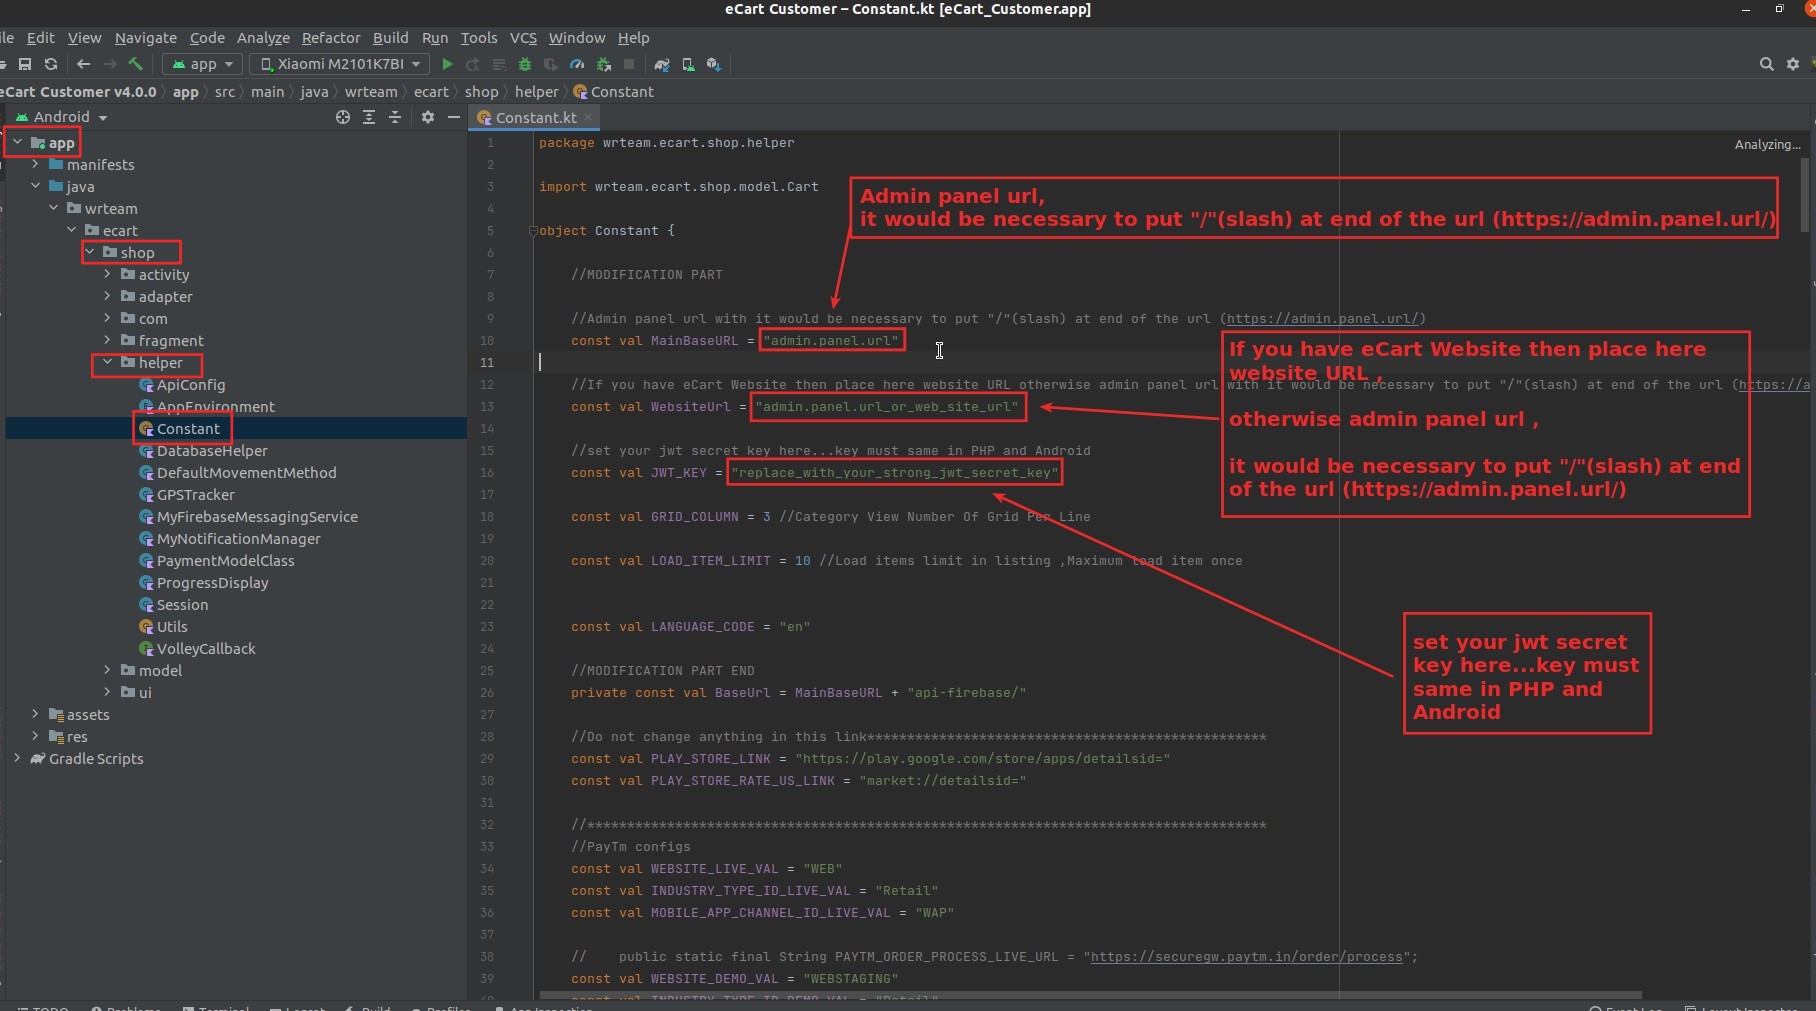 eCart Customer – Constant.kt [eCart_Customer.app]
Edit View Navigate Code Analyze Refactor Build Run Tools VCS Window Help
app Xiaomi M2101K7BI
eCart Customer v4.0.0 app src main java wrteam ecart shop helper Constant
Android
Constant.kt
app
manifests
java
wrteam
ecart
shop
activity
adapter
com
fragment
helper
ApiConfig
AppEnvironment
Constant
DatabaseHelper
DefaultMovementMethod
GPSTracker
MyFirebaseMessagingService
MyNotificationManager
PaymentModelClass
ProgressDisplay
Session
Utils
VolleyCallback
model
ui
assets
res
Gradle Scripts
Analyzing...
1 package wrteam.ecart.shop.helper
2
3 import wrteam.ecart.shop.model.Cart
4
5 object Constant {
6
7 //MODIFICATION PART
8
9 //Admin panel url with it would be necessary to put "/"(slash) at end of the url (https://admin.panel.url/)
10 const val MainBaseURL = "admin.panel.url"
11
12 //If you have eCart Website then place here website URL otherwise admin panel url with it would be necessary to put "/"(slash) at end of the url (https://a
13 const val WebsiteUrl = "admin.panel.url_or_web_site_url"
14
15 //set your jwt secret key here...key must same in PHP and Android
16 const val JWT_KEY = "replace_with_your_strong_jwt_secret_key"
17
18 const val GRID_COLUMN = 3 //Category View Number Of Grid Per Line
19
20 const val LOAD_ITEM_LIMIT = 10 //Load items limit in listing ,Maximum load item once
21
22
23 const val LANGUAGE_CODE = "en"
24
25 //MODIFICATION PART END
26 private const val BaseUrl = MainBaseURL + "api-firebase/"
27
28 //Do not change anything in this link**************************************************
29 const val PLAY_STORE_LINK = "https://play.google.com/store/apps/detailsid="
30 const val PLAY_STORE_RATE_US_LINK = "market://detailsid="
31
32 //*************************************************************************************
33 //PayTm configs
34 const val WEBSITE_LIVE_VAL = "WEB"
35 const val INDUSTRY_TYPE_ID_LIVE_VAL = "Retail"
36 const val MOBILE_APP_CHANNEL_ID_LIVE_VAL = "WAP"
37
38 // public static final String PAYTM_ORDER_PROCESS_LIVE_URL = "https://securegw.paytm.in/order/process";
39 const val WEBSITE_DEMO_VAL = "WEBSTAGING"
Admin panel url,
it would be necessary to put "/"(slash) at end of the url (https://admin.panel.url/)
If you have eCart Website then place here
website URL ,
otherwise admin panel url ,
it would be necessary to put "/"(slash) at end
of the url (https://admin.panel.url/)
set your jwt secret
key here...key must
same in PHP and
Android